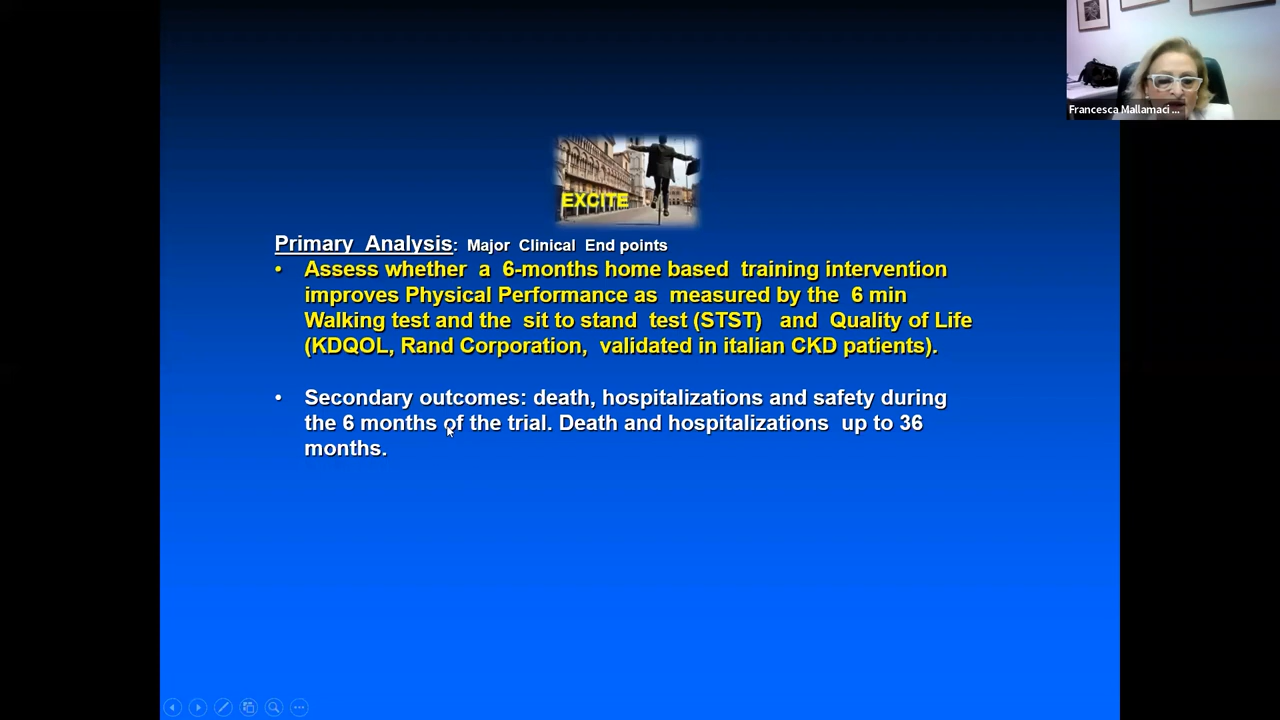 Francesca Mallamaci ...
EXCITE
Primary Analysis: Major Clinical End points
• Assess whether a 6-months home based training intervention
improves Physical Performance as measured by the 6 min
Walking test and the sit to stand test (STST) and Quality of Life
(KDQOL, Rand Corporation, validated in italian CKD patients).
• Secondary outcomes: death, hospitalizations and safety during
the 6 months of the trial. Death and hospitalizations up to 36
months.